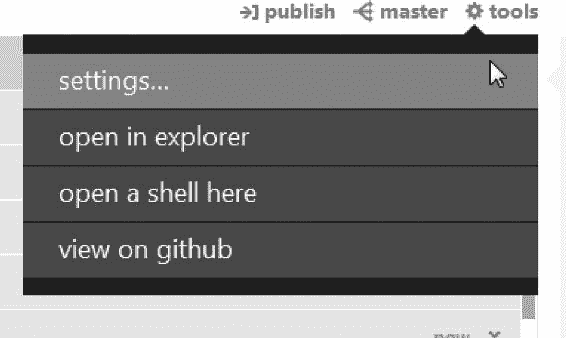 publish master tools
settings...
open in explorer
open a shell here
view on github